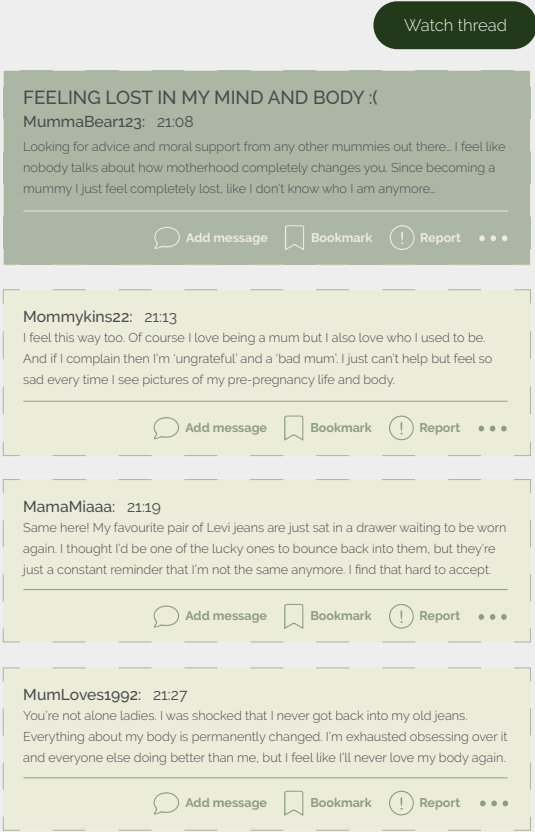 Watch thread
FEELING LOST IN MY MIND AND BODY :(
MummaBear123: 21:08
Looking for advice and moral support from any other mummies out there… I feel like
nobody talks about how motherhood completely changes you. Since becoming a
mummy I just feel completely lost, like I don't know who I am anymore…
Add message Bookmark Report
Mommykins22: 21:13
I feel this way too. Of course I love being a mum but I also love who I used to be.
And if I complain then I'm 'ungrateful' and a 'bad mum'. I just can't help but feel so
sad every time I see pictures of my pre-pregnancy life and body.
Add message Bookmark Report
MamaMiaaa: 21:19
Same here! My favourite pair of Levi jeans are just sat in a drawer waiting to be worn
again. I thought I'd be one of the lucky ones to bounce back into them, but they're
just a constant reminder that I'm not the same anymore. I find that hard to accept.
Add message Bookmark Report
MumLoves1992: 21:27
You're not alone ladies. I was shocked that I never got back into my old jeans.
Everything about my body is permanently changed. I'm exhausted obsessing over it
and everyone else doing better than me, but I feel like I'll never love my body again.
Add message Bookmark Report